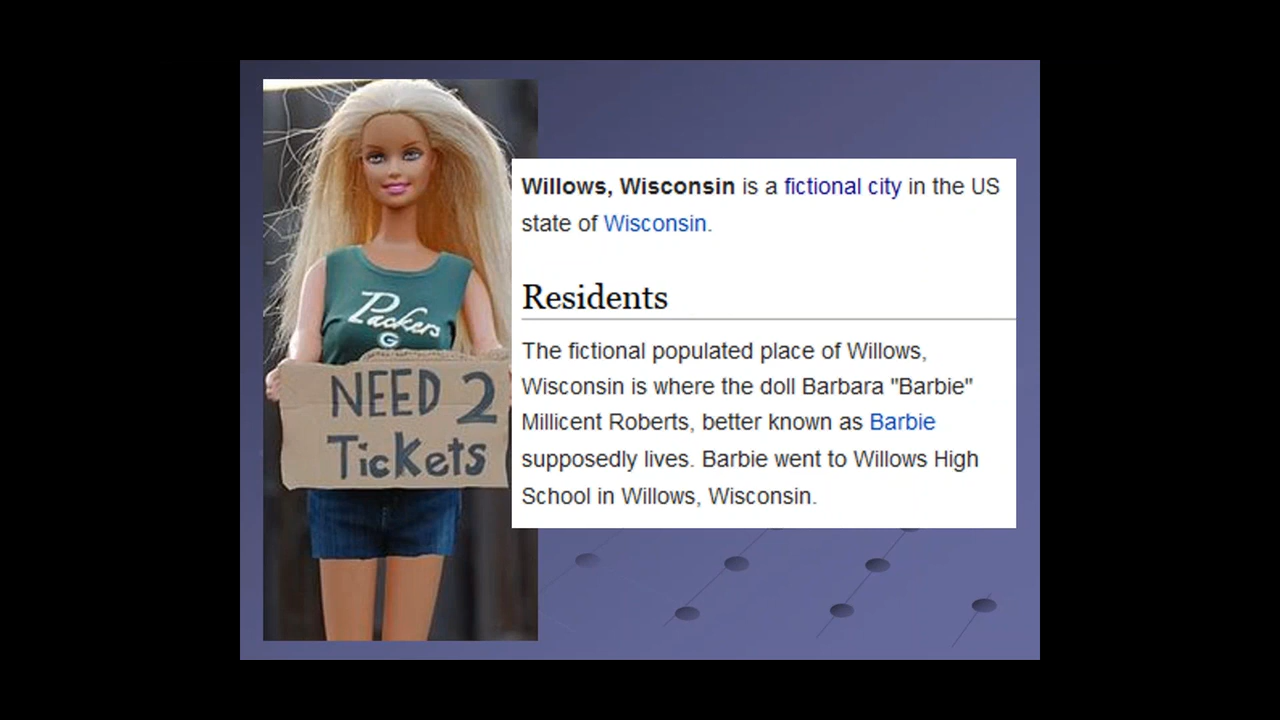 Packers
G
NEED 2
Tickets
Willows, Wisconsin is a fictional city in the US
state of Wisconsin.
Residents
The fictional populated place of Willows,
Wisconsin is where the doll Barbara "Barbie"
Millicent Roberts, better known as Barbie
supposedly lives. Barbie went to Willows High
School in Willows, Wisconsin.